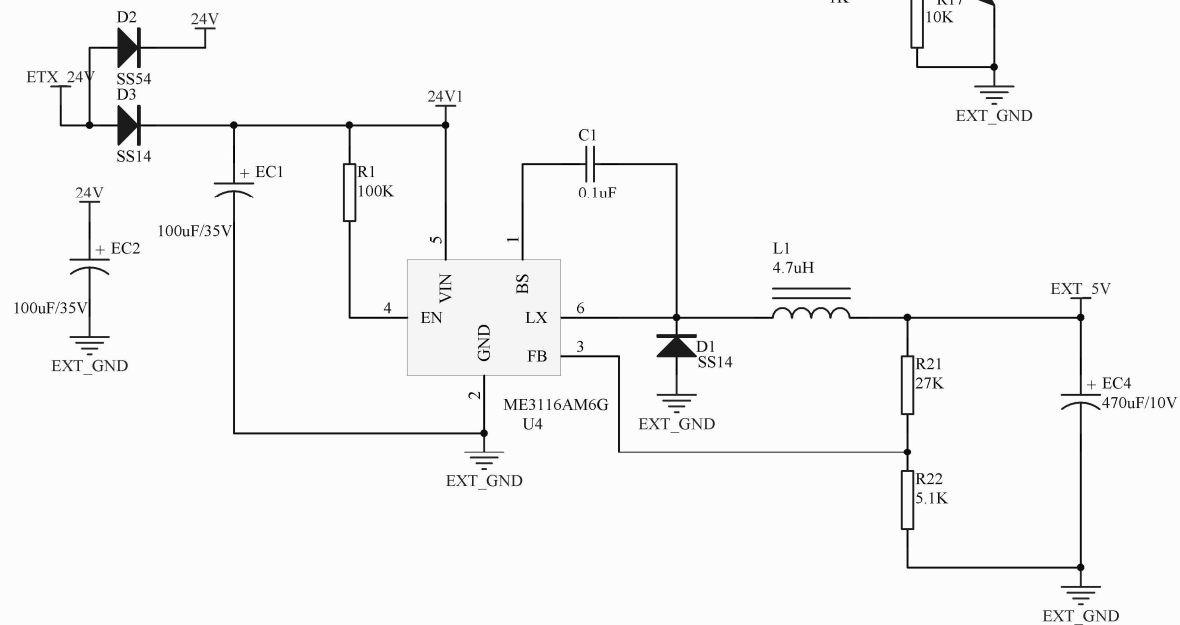 1K
R17
10K
EXT_GND
D2
24V
SS54
ETX_24V
D3
SS14
24V1
EC1
+
100uF/35V
R1
100K
C1
0.1uF
24V
+
EC2
100uF/35V
EXT_GND
5
1
VIN
BS
4
EN
GND
LX
6
FB
3
2
ME3116AM6G
U4
EXT_GND
D1
SS14
EXT_GND
L1
4.7uH
EXT_5V
R21
27K
+
EC4
470uF/10V
R22
5.1K
EXT_GND